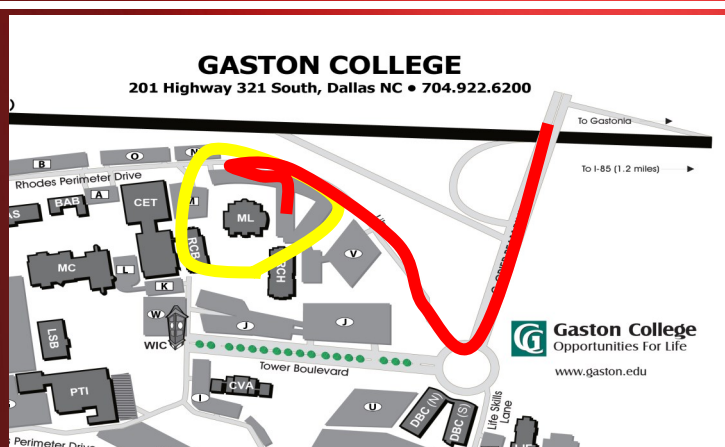 GASTON COLLEGE
201 Highway 321 South, Dallas NC • 704.922.6200
To Gastonia
To I-85 (1.2 miles)
B
O
N
Rhodes Perimeter Drive
A
BAB
AS
CET
M
ML
RCB
MC
L
K
RCH
V
W
J
J
WIC
LSB
Tower Boulevard
CVA
PTI
I
U
DBC (N)
DBC (S)
Life Skills
Lane
Perimeter Drive
Gaston College
Opportunities For Life
www.gaston.edu